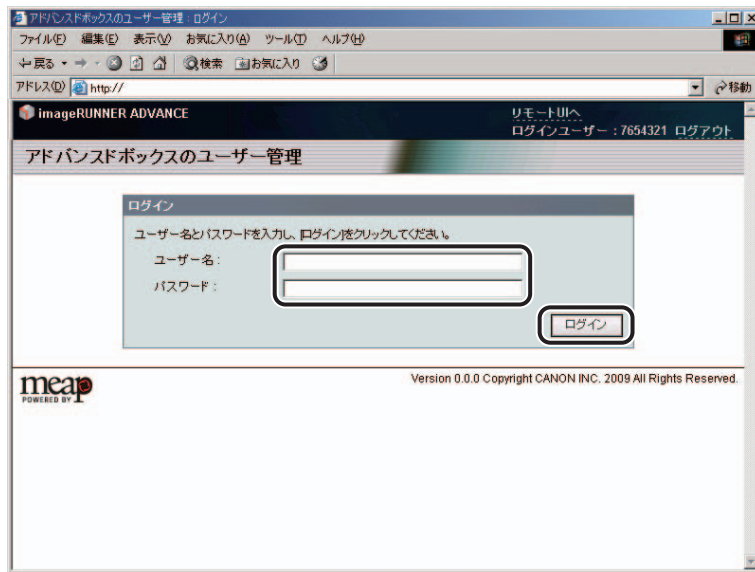 アドバンスドボックスのユーザー管理 : ログイン
ファイル(F) 編集(E) 表示(V) お気に入り(A) ツール(T) ヘルプ(H)
戻る 検索 お気に入り
アドレス(D) http:// 移動
imageRUNNER ADVANCE リモートUIへ
ログインユーザー : 7654321 ログアウト
アドバンスドボックスのユーザー管理
ログイン
ユーザー名とパスワードを入力し、[ログイン]をクリックしてください。
ユーザー名 :
パスワード :
ログイン
meap Version 0.0.0 Copyright CANON INC. 2009 All Rights Reserved.
POWERED BY